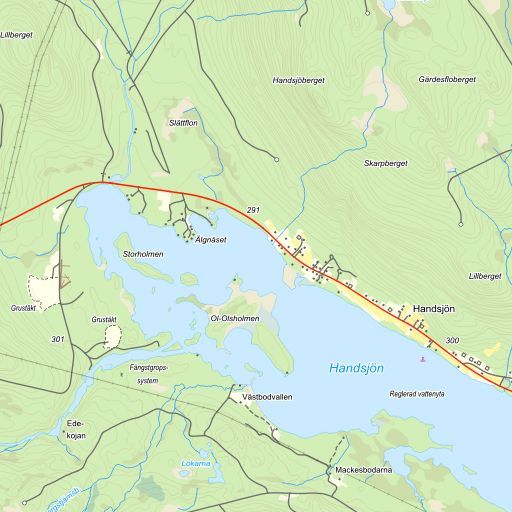 Lillberget
Handsjöberget
Gärdesfloberget
Slåttflon
Skarpberget
291
Älgnäset
Storholmen
Lillberget
Grustäkt
Ol-Olsholmen
Handsjön
Grustäkt
301
300
Fångstgrops-
system
Handsjön
Reglerad vattenyta
Västbodvallen
Ede-
kojan
Lokarna
Mackesbodarna